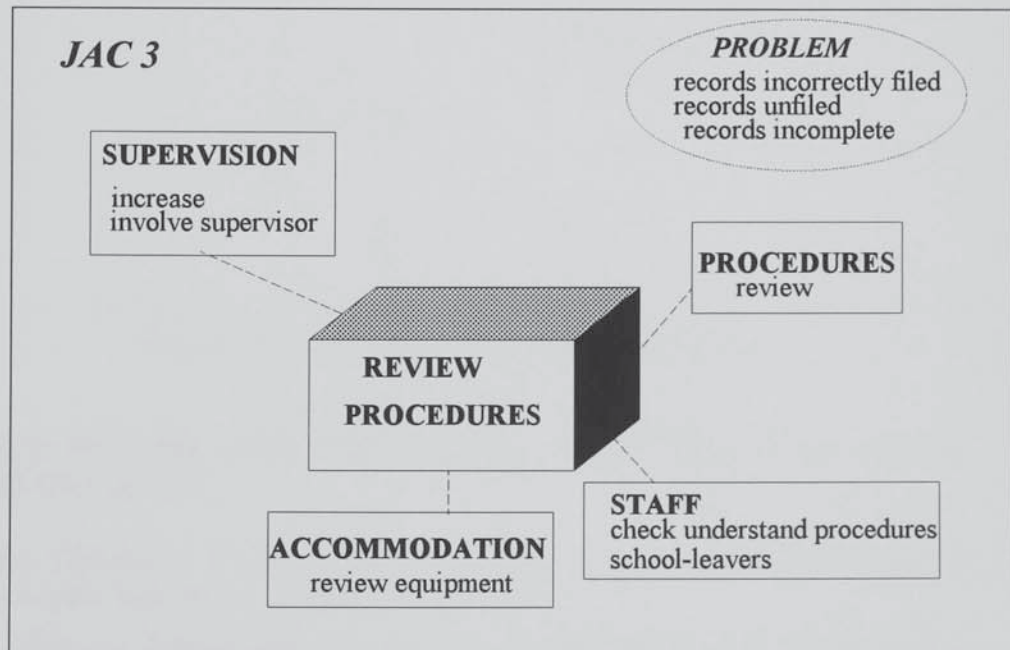 JAC 3
PROBLEM
records incorrectly filed
records unfiled
records incomplete
SUPERVISION
increase
involve supervisor
PROCEDURES
review
REVIEW
PROCEDURES
STAFF
check understand procedures
school-leavers
ACCOMMODATION
review equipment